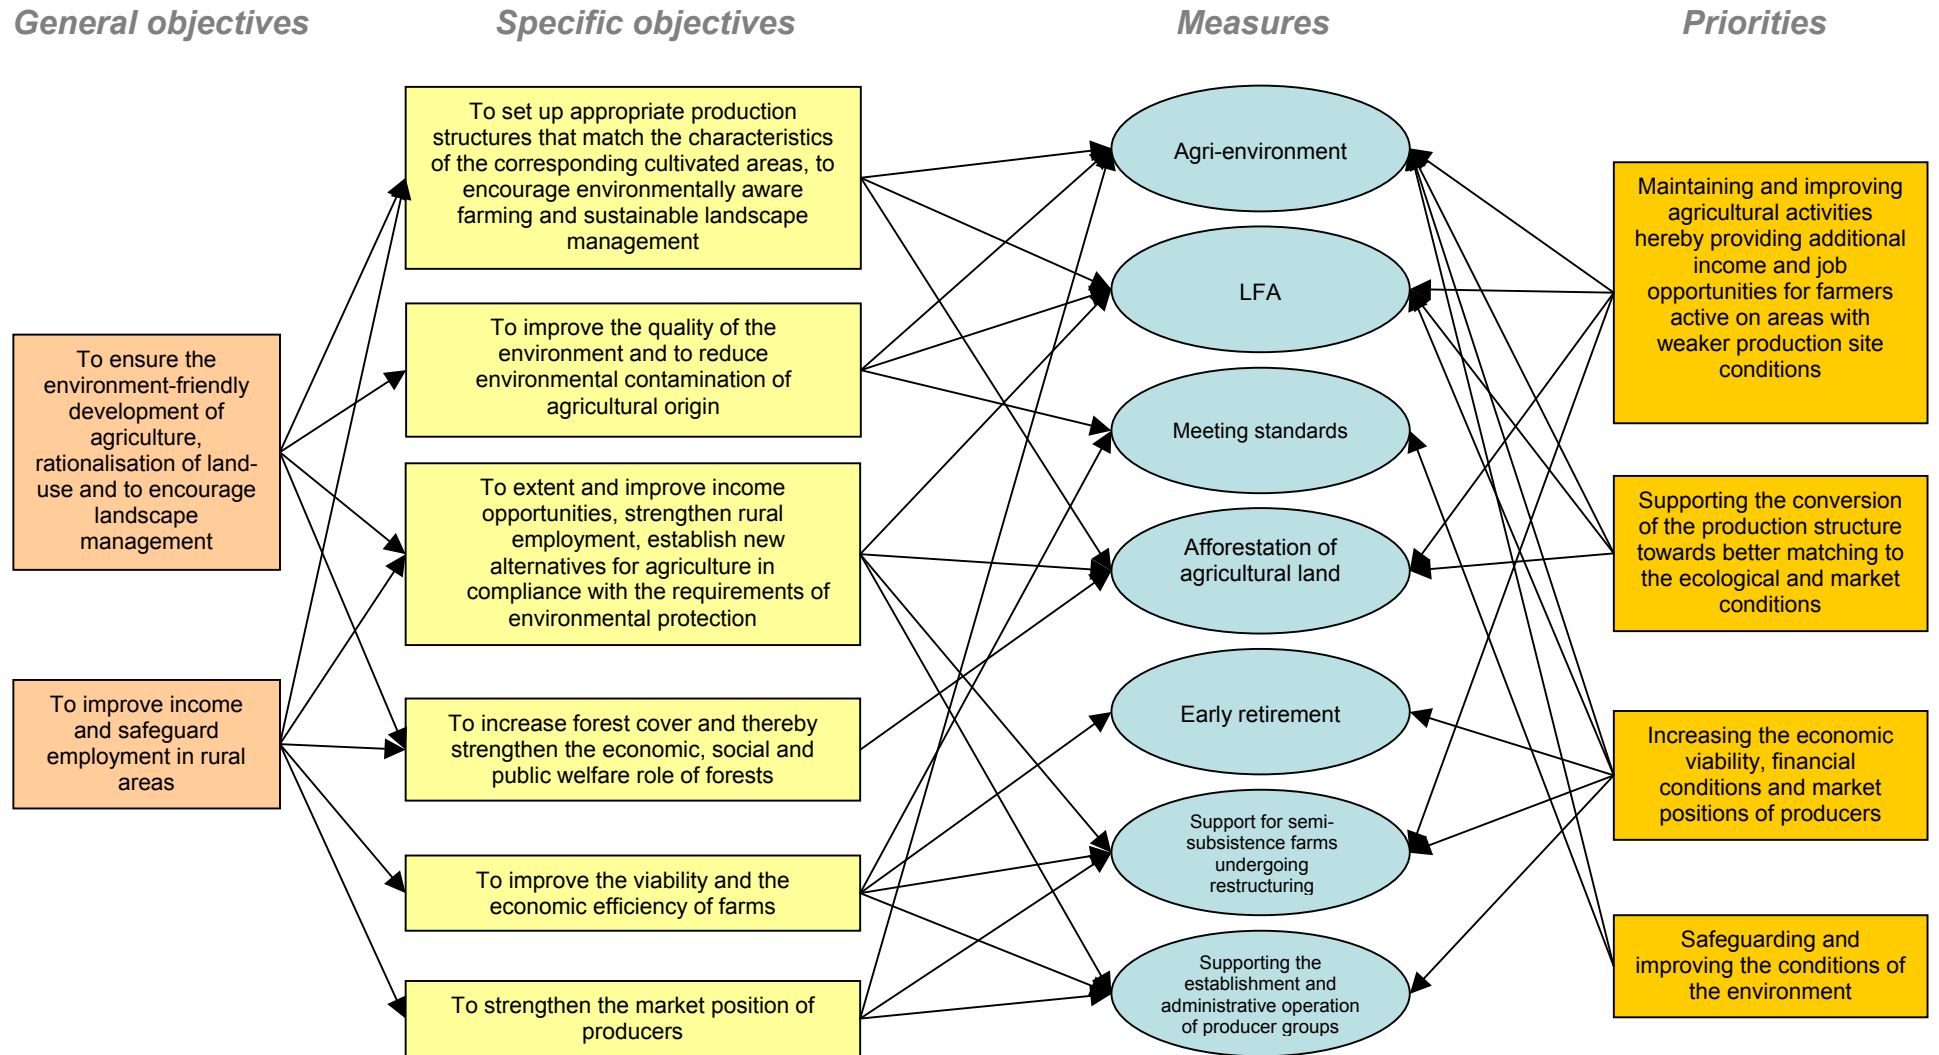 General objectives
Specific objectives
Measures
Priorities
To ensure the
environment-friendly
development of
agriculture,
rationalisation of land-
use and to encourage
landscape
management
To improve income
and safeguard
employment in rural
areas
To set up appropriate production
structures that match the characteristics
of the corresponding cultivated areas, to
encourage environmentally aware
farming and sustainable landscape
management
To improve the quality of the
environment and to reduce
environmental contamination of
agricultural origin
To extent and improve income
opportunities, strengthen rural
employment, establish new
alternatives for agriculture in
compliance with the requirements of
environmental protection
To increase forest cover and thereby
strengthen the economic, social and
public welfare role of forests
To improve the viability and the
economic efficiency of farms
To strengthen the market position of
producers
Agri-environment
LFA
Meeting standards
Afforestation of
agricultural land
Early retirement
Support for semi-
subsistence farms
undergoing
restructuring
Supporting the
establishment and
administrative operation
of producer groups
Maintaining and improving
agricultural activities
hereby providing additional
income and job
opportunities for farmers
active on areas with
weaker production site
conditions
Supporting the conversion
of the production structure
towards better matching to
the ecological and market
conditions
Increasing the economic
viability, financial
conditions and market
positions of producers
Safeguarding and
improving the conditions of
the environment